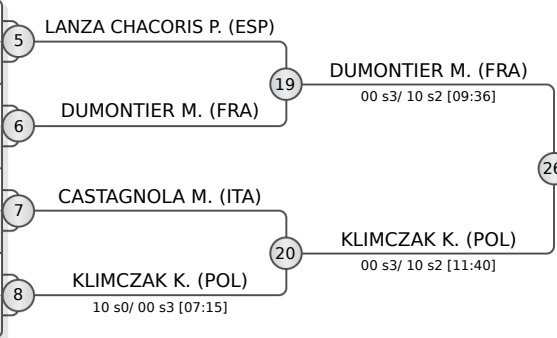 LANZA CHACORIS P. (ESP)
5
DUMONTIER M. (FRA)
19
00 s3/ 10 s2 [09:36]
DUMONTIER M. (FRA)
6
26
CASTAGNOLA M. (ITA)
7
KLIMCZAK K. (POL)
20
00 s3/ 10 s2 [11:40]
KLIMCZAK K. (POL)
8
10 s0/ 00 s3 [07:15]